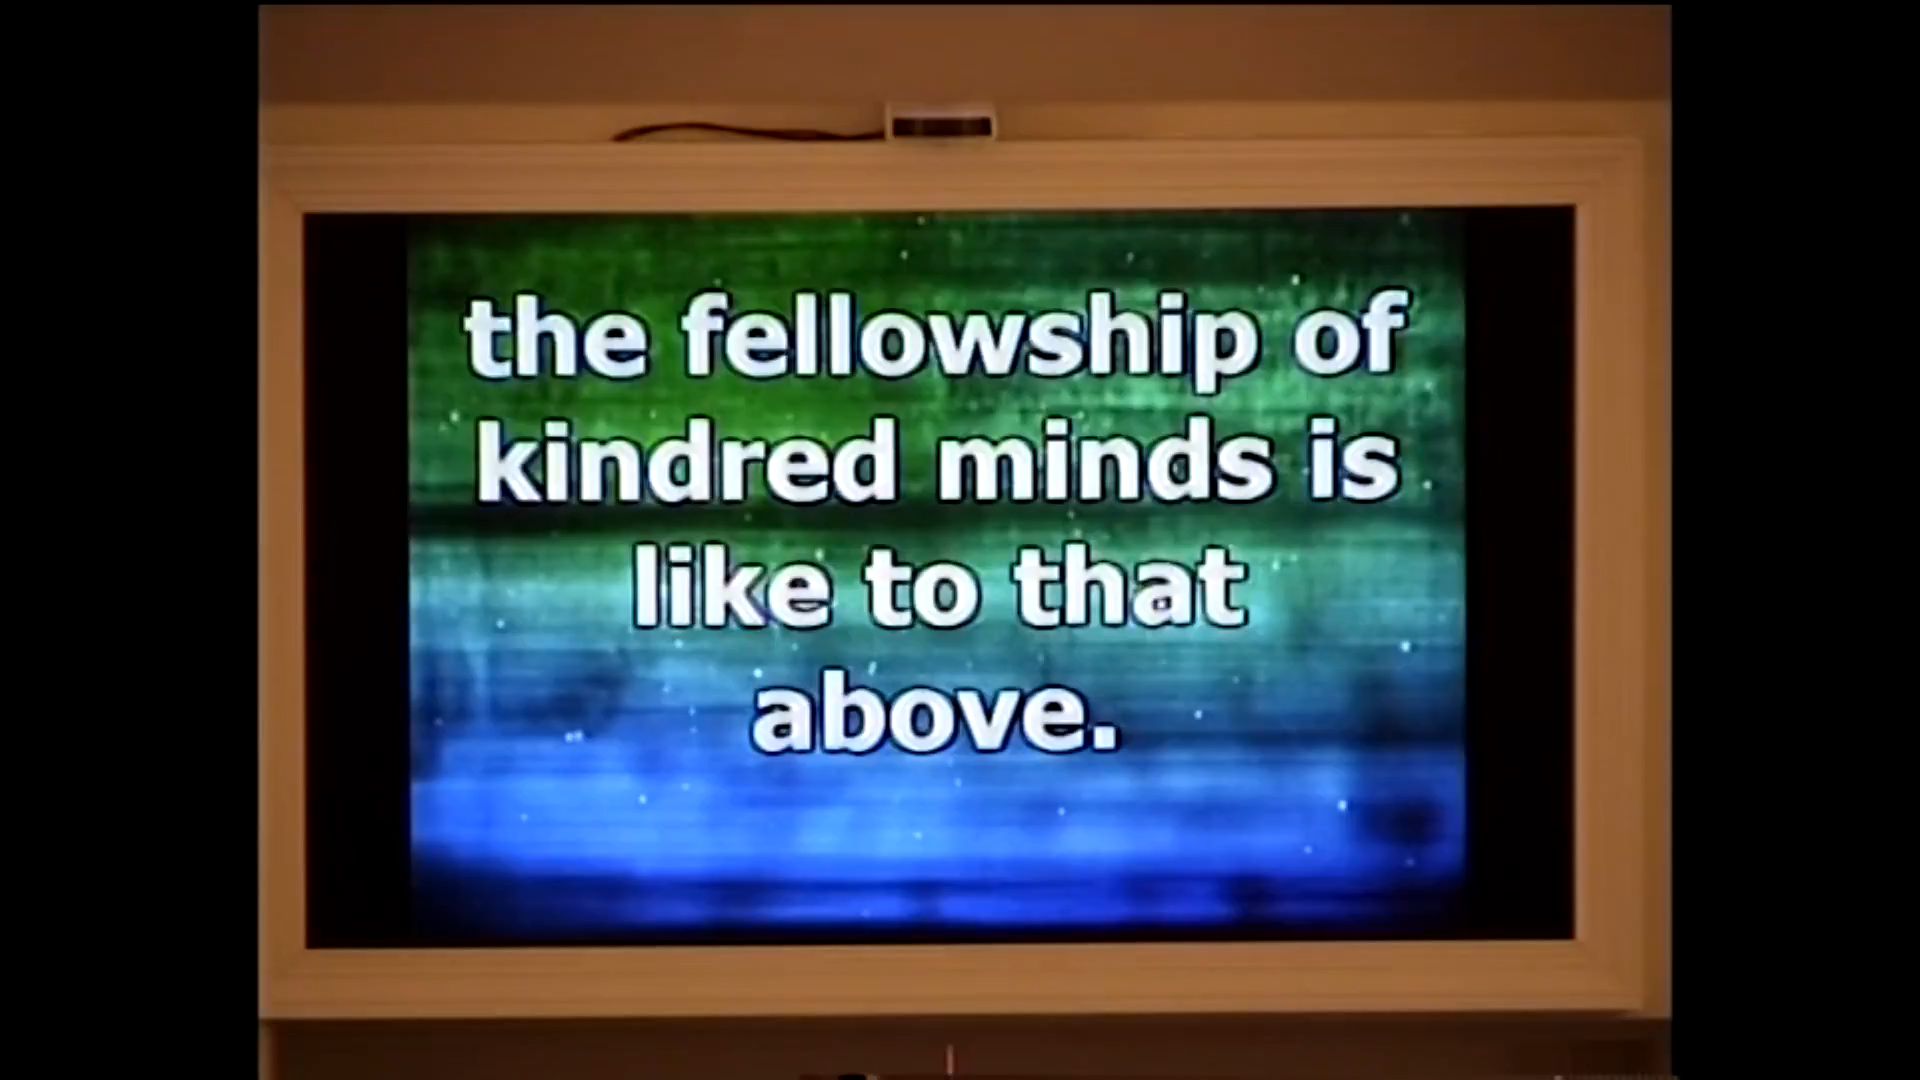 the fellowship of
kindred minds is
like to that
above.